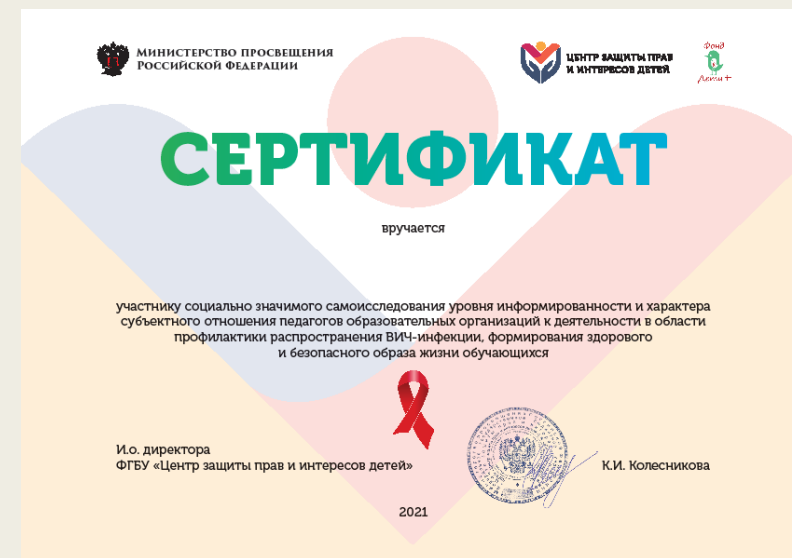 МИНИСТЕРСТВО ПРОСВЕЩЕНИЯ
РОССИЙСКОЙ ФЕДЕРАЦИИ
ЦЕНТР ЗАЩИТЫ ПРАВ
И ИНТЕРЕСОВ ДЕТЕЙ
Фонд
Дети +
СЕРТИФИКАТ
вручается
участнику социально значимого самоисследования уровня информированности и характера
субъектного отношения педагогов образовательных организаций к деятельности в области
профилактики распространения ВИЧ-инфекции, формирования здорового
и безопасного образа жизни обучающихся
И.о. директора
ФГБУ «Центр защиты прав и интересов детей»
К.И. Колесникова
2021